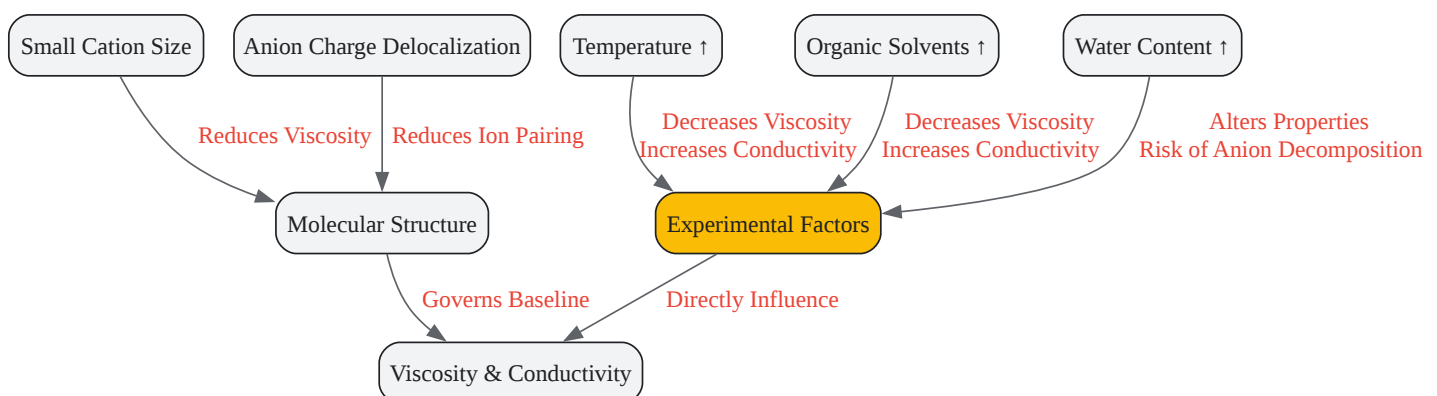 Small Cation Size
Anion Charge Delocalization
Temperature ↑
Organic Solvents ↑
Water Content ↑
Reduces Viscosity
Reduces Ion Pairing
Decreases Viscosity
Increases Conductivity
Decreases Viscosity
Increases Conductivity
Alters Properties
Risk of Anion Decomposition
Molecular Structure
Experimental Factors
Governs Baseline
Directly Influence
Viscosity & Conductivity